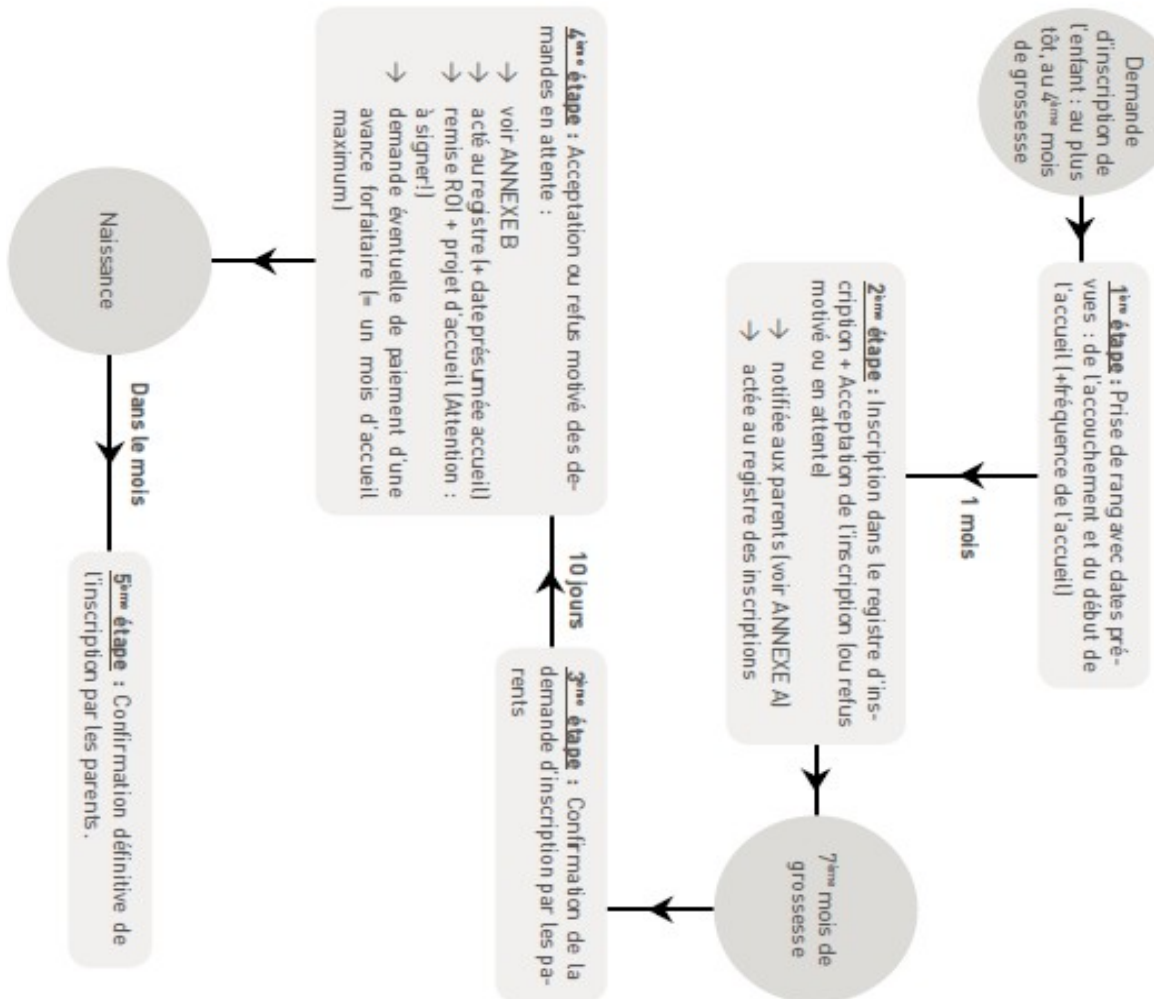 Demande
d'inscription de
l'enfant : au plus
tôt, au 4ème mois
de grossesse
1ère étape : Prise de rang avec dates pré-
vues : de l'accouchement et du début de
l'accueil (+fréquence de l'accueil)
1 mois
2ème étape : Inscription dans le registre d'ins-
cription + Acceptation de l'inscription (ou refus
motivé ou en attente)
→ notifiée aux parents (voir ANNEXE A)
→ actée au registre des inscriptions
7ème mois de
grossesse
3ème étape : Confirmation de la
demande d'inscription par les pa-
rents
10 jours
4ème étape : Acceptation ou refus motivé des de-
mandes en attente :
→ voir ANNEXE B
→ acté au registre (+ date présumée accueil)
→ remise ROI + projet d'accueil (Attention :
à signer!)
→ demande éventuelle de paiement d'une
avance forfaitaire (= un mois d'accueil
maximum)
Naissance
Dans le mois
5ème étape : Confirmation définitive de
l'inscription par les parents.